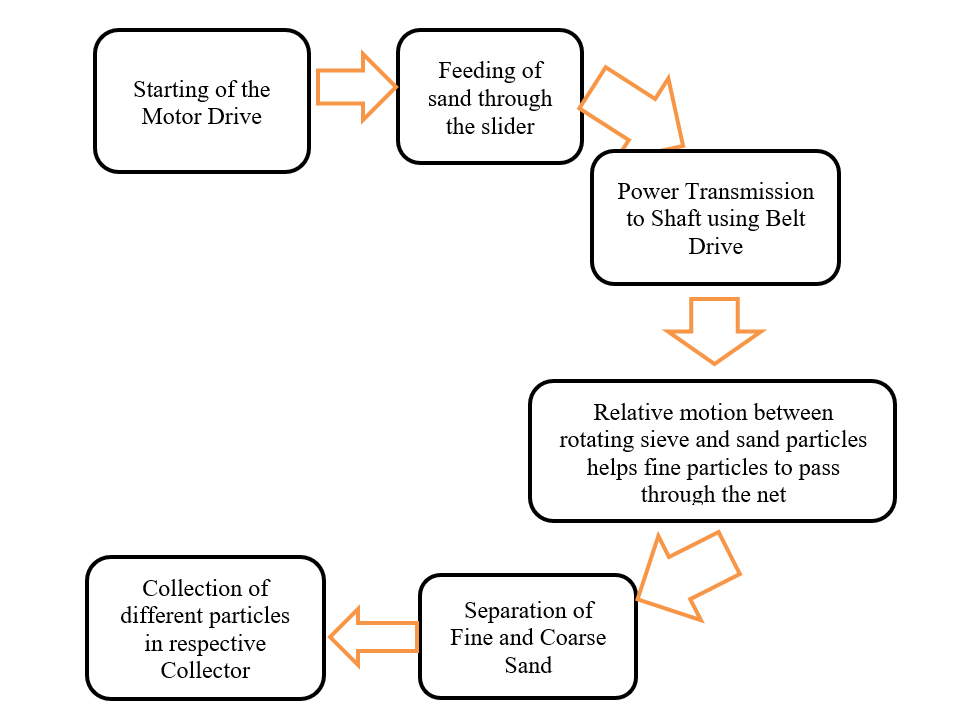 Starting of the
Motor Drive
Feeding of
sand through
the slider
Power Transmission
to Shaft using Belt
Drive
Relative motion between
rotating sieve and sand particles
helps fine particles to pass
through the net
Separation of
Fine and Coarse
Sand
Collection of
different particles
in respective
Collector